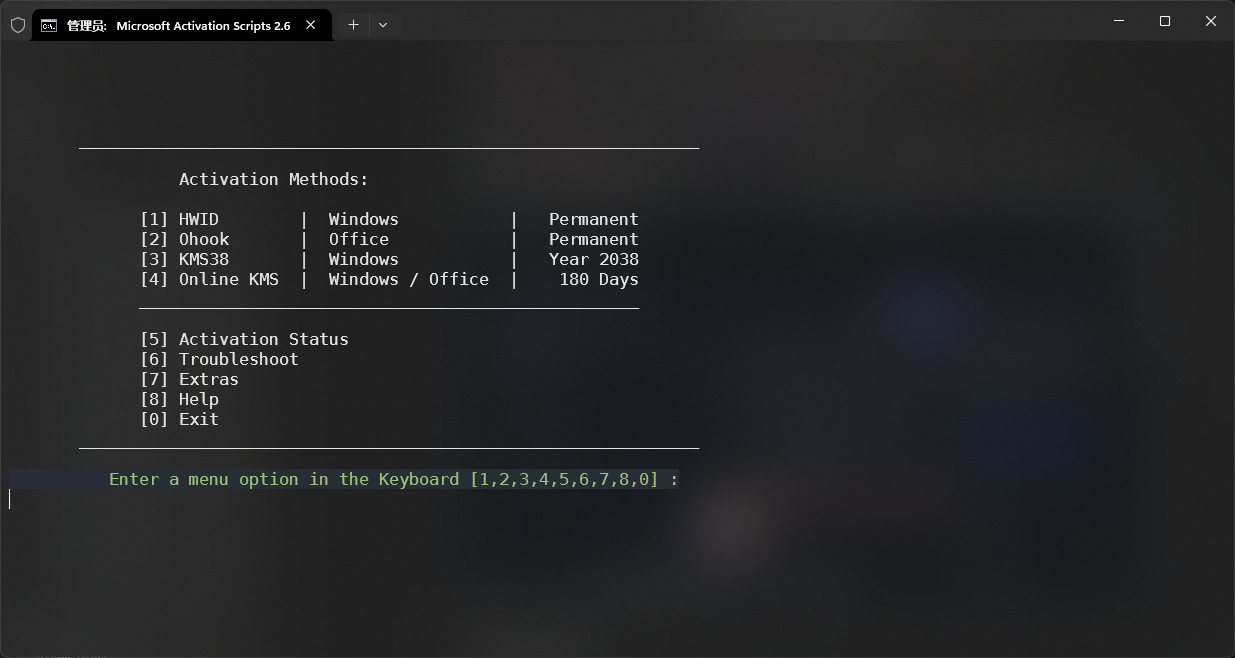 管理员: Microsoft Activation Scripts 2.6
Activation Methods:
[1] HWID | Windows | Permanent
[2] Ohook | Office | Permanent
[3] KMS38 | Windows | Year 2038
[4] Online KMS | Windows / Office | 180 Days
[5] Activation Status
[6] Troubleshoot
[7] Extras
[8] Help
[0] Exit
Enter a menu option in the Keyboard [1,2,3,4,5,6,7,8,0] :